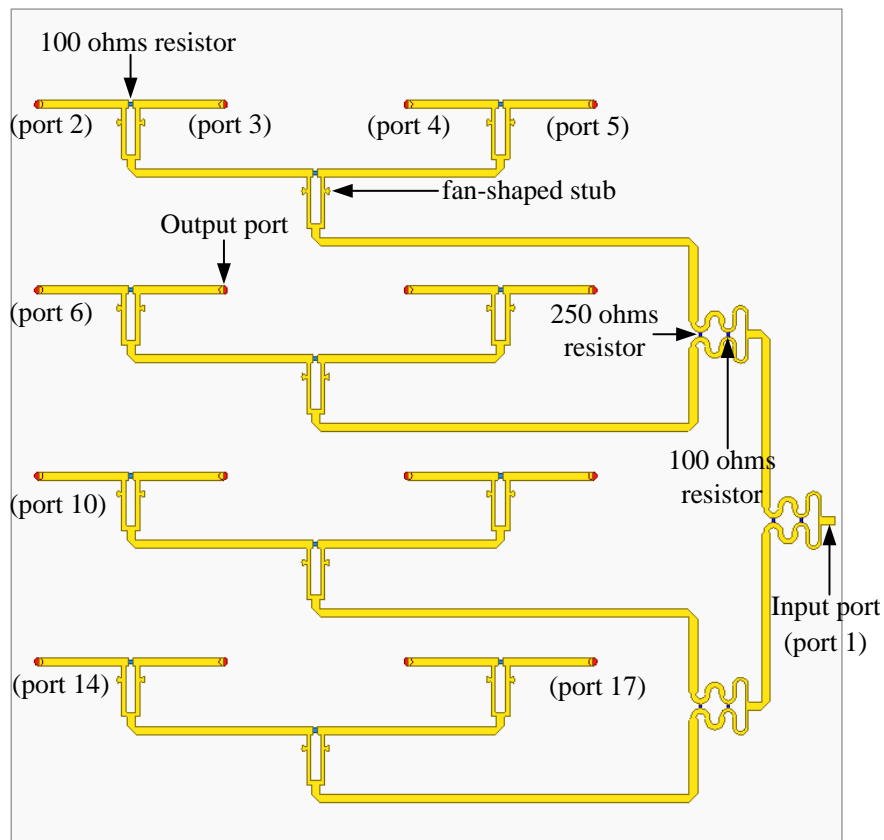 100 ohms resistor
(port 2)
(port 3)
(port 4)
(port 5)
fan-shaped stub
Output port
(port 6)
250 ohms
resistor
100 ohms
resistor
(port 10)
Input port
(port 1)
(port 14)
(port 17)